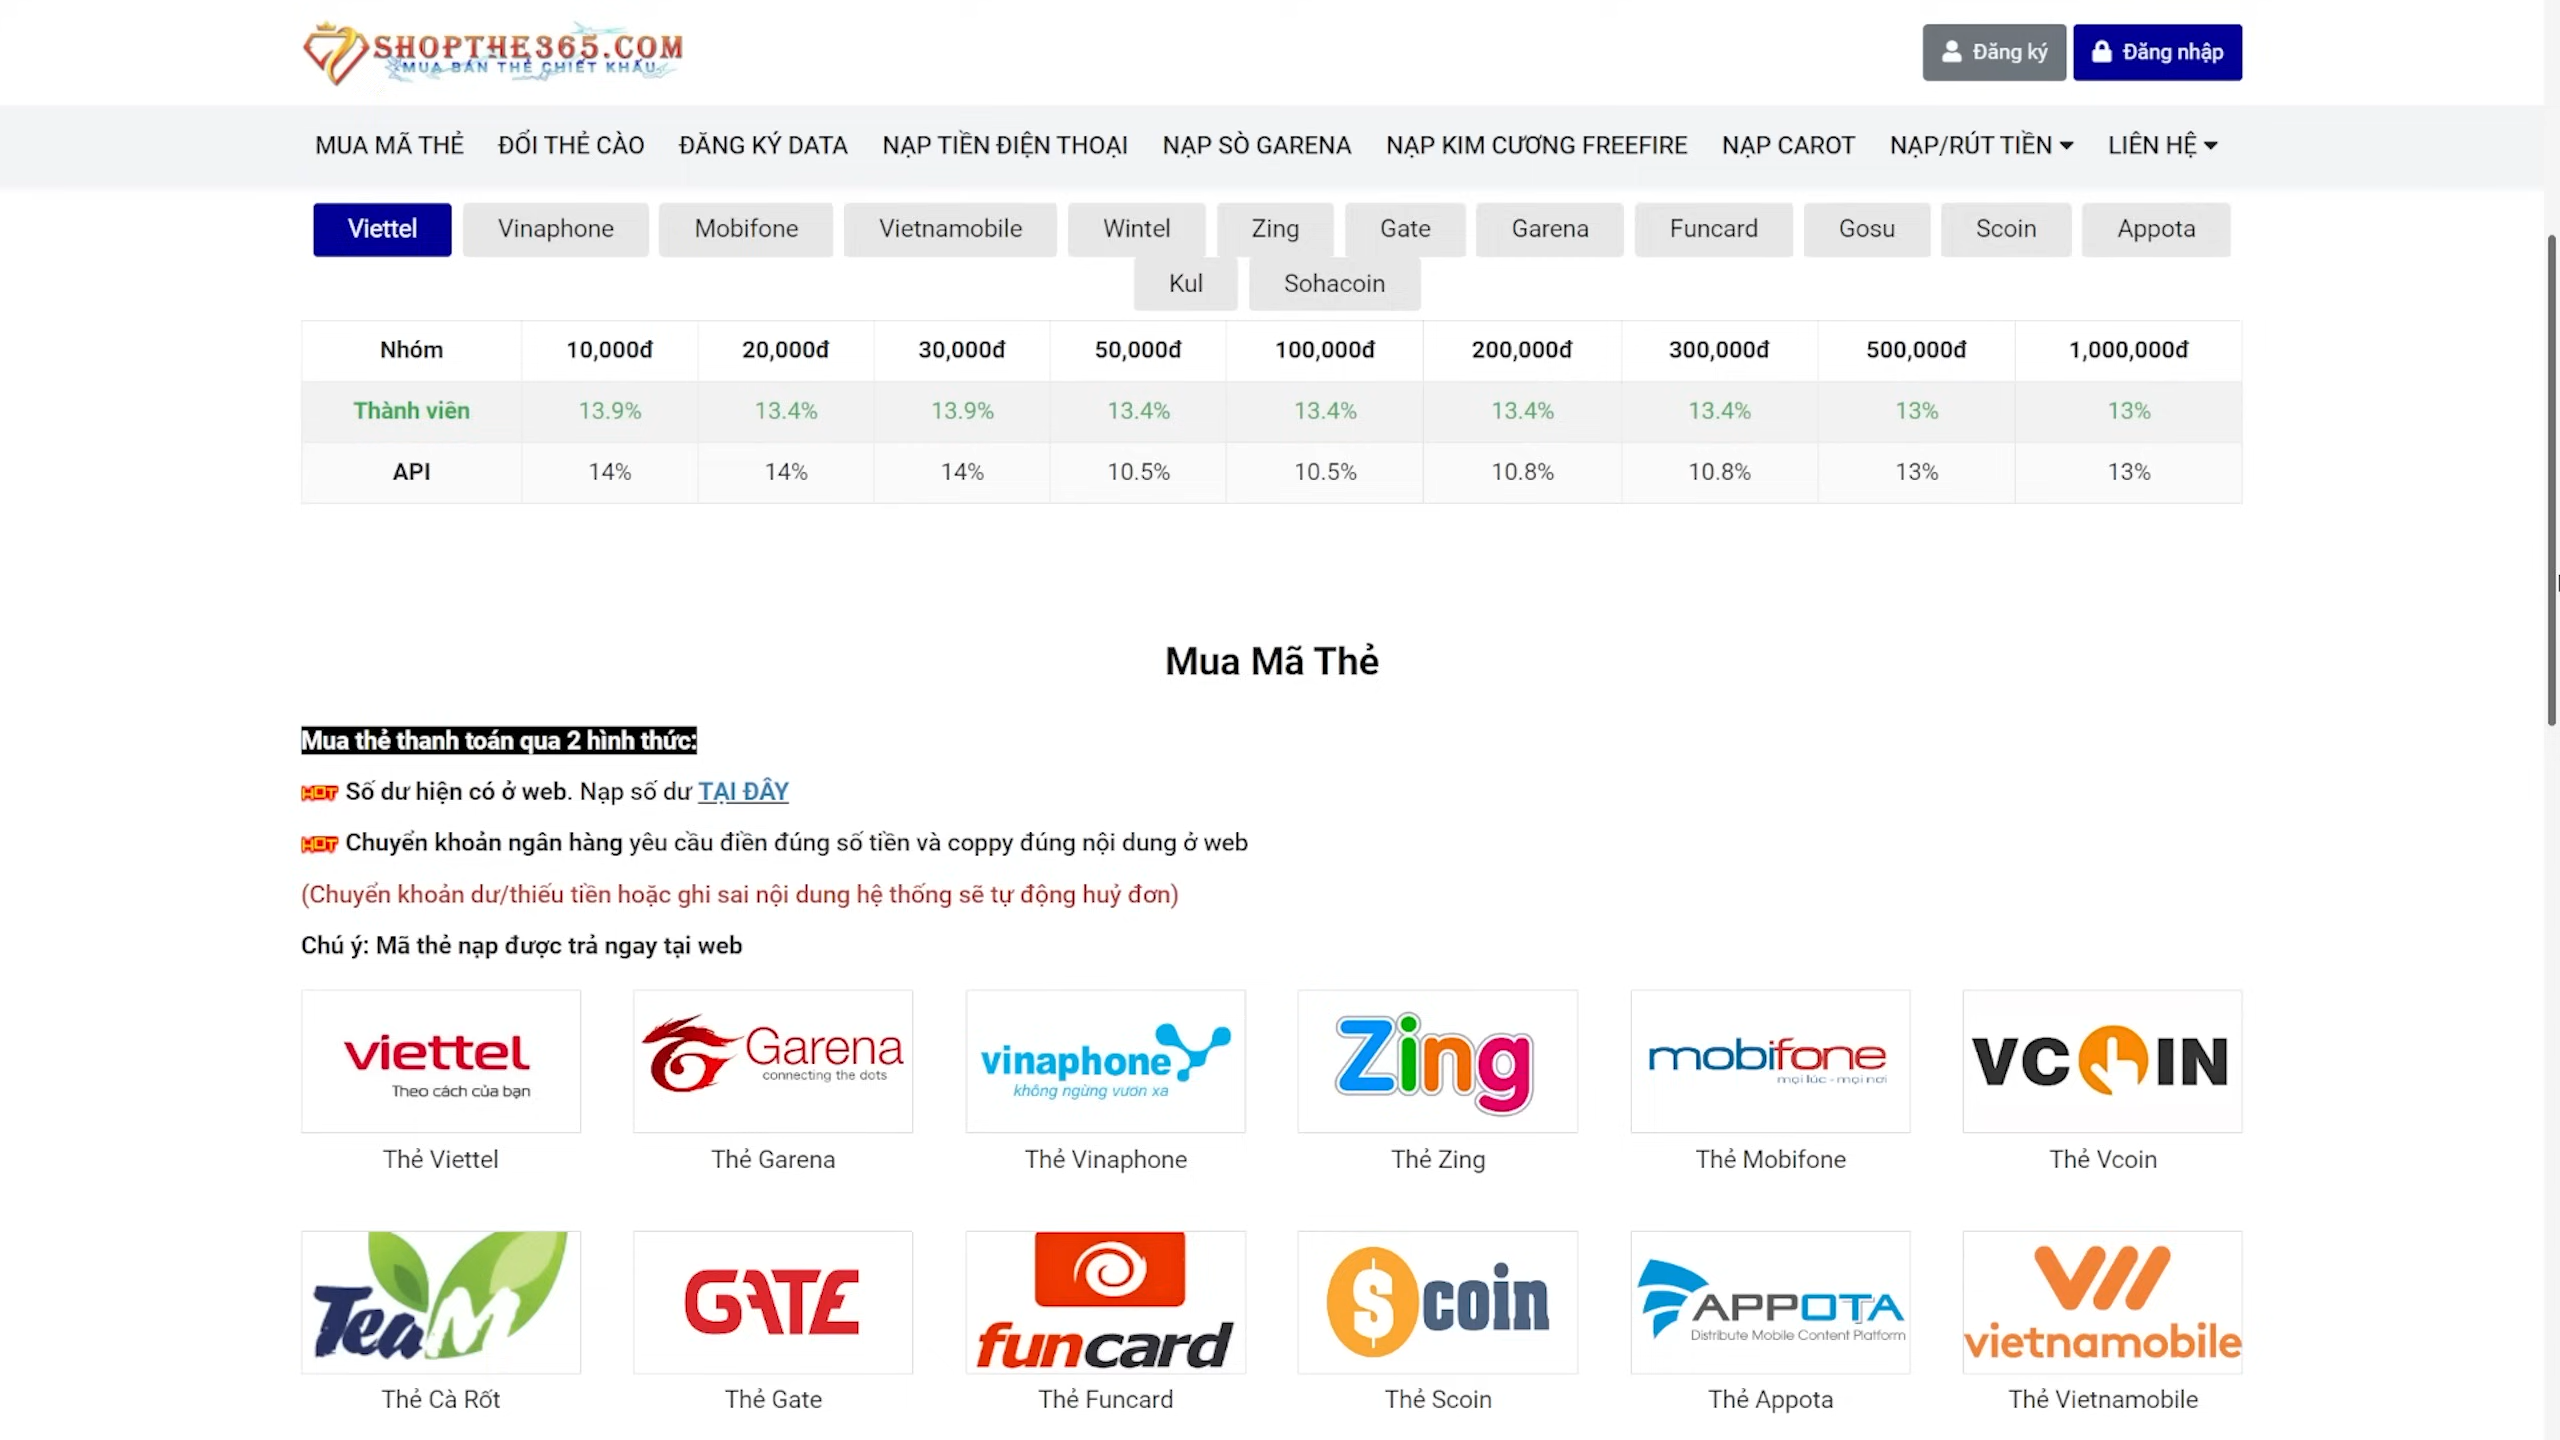 SHOPTHE365.COM
MUA BÁN THẺ CHIẾT KHẤU
Đăng ký
Đăng nhập
MUA MÃ THẺ ĐỔI THẺ CÀO ĐĂNG KÝ DATA NẠP TIỀN ĐIỆN THOẠI NẠP SÒ GARENA NẠP KIM CƯƠNG FREEFIRE NẠP CAROT NẠP/RÚT TIỀN LIÊN HỆ
Viettel Vinaphone Mobifone Vietnamobile Wintel Zing Gate Garena Funcard Gosu Scoin Appota
Kul Sohacoin
Nhóm 10,000đ 20,000đ 30,000đ 50,000đ 100,000đ 200,000đ 300,000đ 500,000đ 1,000,000đ
Thành viên 13.9% 13.4% 13.9% 13.4% 13.4% 13.4% 13.4% 13% 13%
API 14% 14% 14% 10.5% 10.5% 10.8% 10.8% 13% 13%
Mua Mã Thẻ
Mua thẻ thanh toán qua 2 hình thức:
HOT Số dư hiện có ở web. Nạp số dư TẠI ĐÂY
HOT Chuyển khoản ngân hàng yêu cầu điền đúng số tiền và coppy đúng nội dung ở web
(Chuyển khoản dư/thiếu tiền hoặc ghi sai nội dung hệ thống sẽ tự động huỷ đơn)
Chú ý: Mã thẻ nạp được trả ngay tại web
viettel
Theo cách của bạn
Garena
connecting the dots
vinaphone
không ngừng vươn xa
Zing
mobifone
mọi lúc - mọi nơi
VCOIN
Thẻ Viettel Thẻ Garena Thẻ Vinaphone Thẻ Zing Thẻ Mobifone Thẻ Vcoin
TeaM
GATE
funcard
Scoin
APPOTA
Distribute Mobile Content Platform
vietnamobile
Thẻ Cà Rốt Thẻ Gate Thẻ Funcard Thẻ Scoin Thẻ Appota Thẻ Vietnamobile